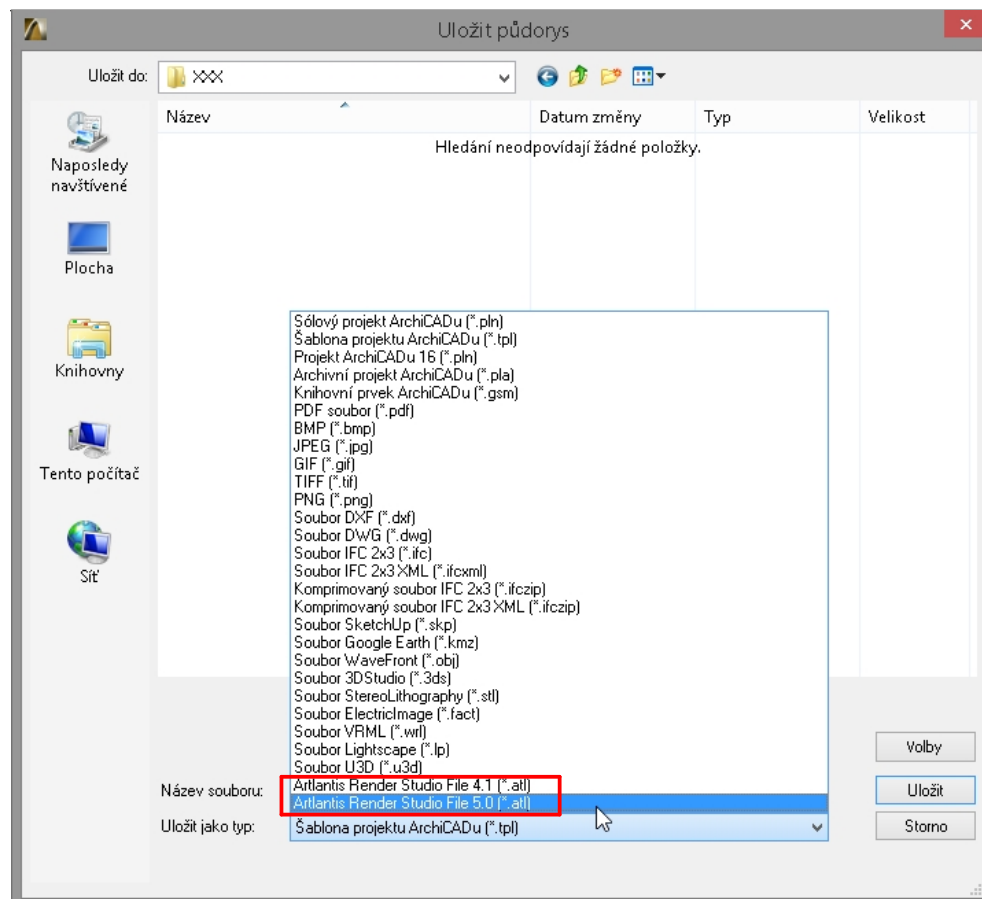 Uložit půdorys
Uložit do: XXX
Název Datum změny Typ Velikost
Hledání neodpovídají žádné položky.
Naposledy
navštívené
Plocha
Knihovny
Tento počítač
Síť
Sólový projekt ArchiCADu (*.pln)
Šablona projektu ArchiCADu (*.tpl)
Projekt ArchiCADu 16 (*.pln)
Archivní projekt ArchiCADu (*.pla)
Knihovní prvek ArchiCADu (*.gsm)
PDF soubor (*.pdf)
BMP (*.bmp)
JPEG (*.jpg)
GIF (*.gif)
TIFF (*.tif)
PNG (*.png)
Soubor DXF (*.dxf)
Soubor DWG (*.dwg)
Soubor IFC 2x3 (*.ifc)
Soubor IFC 2x3 XML (*.ifcxml)
Komprimovaný soubor IFC 2x3 (*.ifczip)
Komprimovaný soubor IFC 2x3 XML (*.ifczip)
Soubor SketchUp (*.skp)
Soubor Google Earth (*.kmz)
Soubor WaveFront (*.obj)
Soubor 3DStudio (*.3ds)
Soubor StereoLithography (*.stl)
Soubor ElectricImage (*.fact)
Soubor VRML (*.wrl)
Soubor Lightscape (*.lp)
Soubor U3D (*.u3d)
Artlantis Render Studio File 4.1 (*.atl)
Artlantis Render Studio File 5.0 (*.atl)
Volby
Název souboru: Uložit
Uložit jako typ: Šablona projektu ArchiCADu (*.tpl) Storno